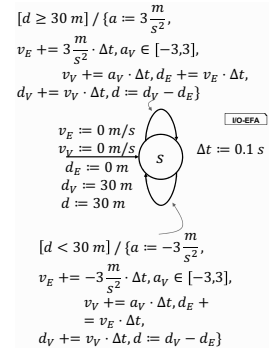 [d ≥ 30 m] / {a ≔ 3 m/s²,
v_E += 3 m/s² · Δt, a_V ∈ [-3,3],
v_V += a_V · Δt, d_E += v_E · Δt,
d_V += v_V · Δt, d ≔ d_V − d_E}
I/O-EFA
v_E ≔ 0 m/s
v_V ≔ 0 m/s
d_E ≔ 0 m
d_V ≔ 30 m
d ≔ 30 m
s
Δt ≔ 0.1 s
[d < 30 m] / {a ≔ −3 m/s²,
v_E += −3 m/s² · Δt, a_V ∈ [-3,3],
v_V += a_V · Δt, d_E +
= v_E · Δt,
d_V += v_V · Δt, d ≔ d_V − d_E}